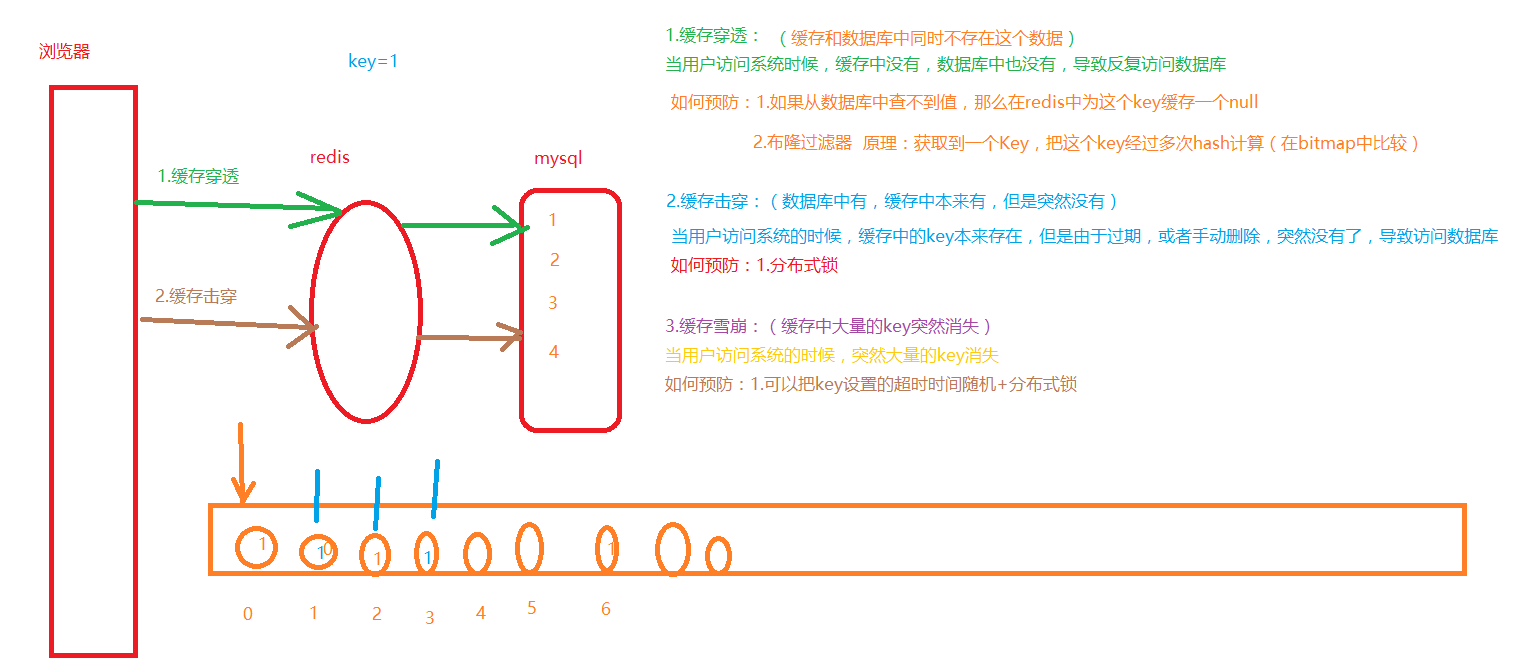 浏览器
key=1
1.缓存穿透：（缓存和数据库中同时不存在这个数据）
当用户访问系统时候，缓存中没有，数据库中也没有，导致反复访问数据库
如何预防：1.如果从数据库中查不到值，那么在redis中为这个key缓存一个null
2.布隆过滤器 原理：获取到一个Key，把这个key经过多次hash计算（在bitmap中比较）
redis
mysql
1.缓存穿透
2.缓存击穿：（数据库中有，缓存中本来有，但是突然没有）
1
当用户访问系统的时候，缓存中的key本来存在，但是由于过期，或者手动删除，突然没有了，导致访问数据库
2
如何预防：1.分布式锁
2.缓存击穿
3
3.缓存雪崩：（缓存中大量的key突然消失）
4
当用户访问系统的时候，突然大量的key消失
如何预防：1.可以把key设置的超时时间随机+分布式锁
1 1 0 1 1 1
0 1 2 3 4 5 6